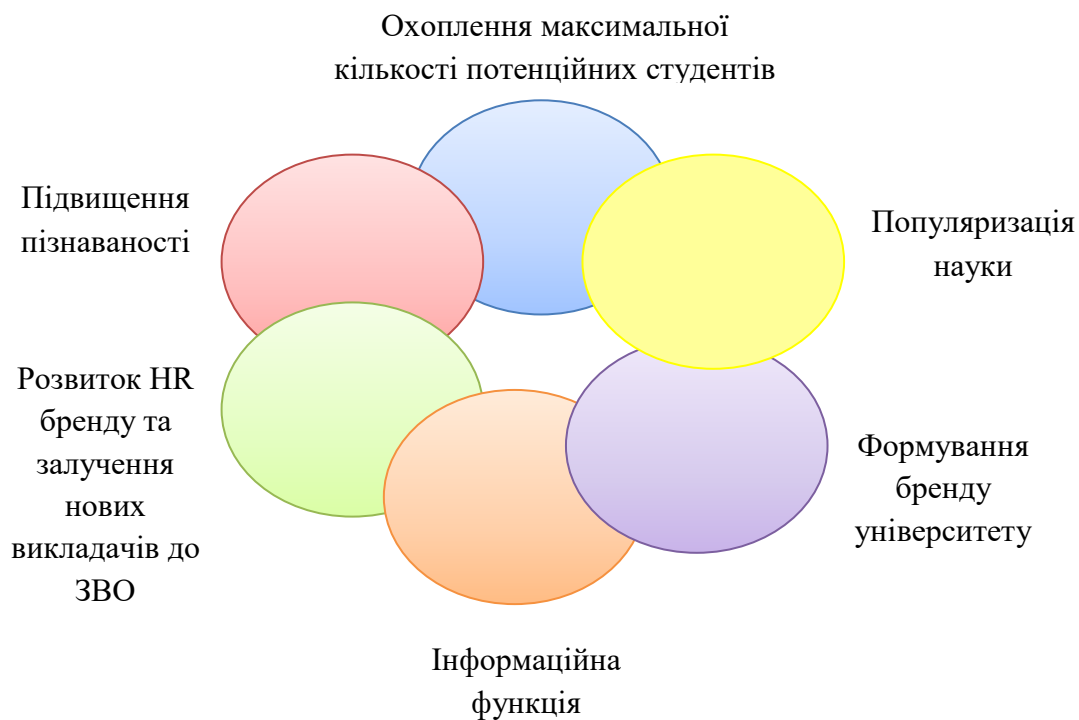 Охоплення максимальної
кількості потенційних студентів
Підвищення
пізнаваності
Популяризація
науки
Розвиток HR
бренду та
залучення
нових
викладачів до
ЗВО
Формування
бренду
університету
Інформаційна
функція